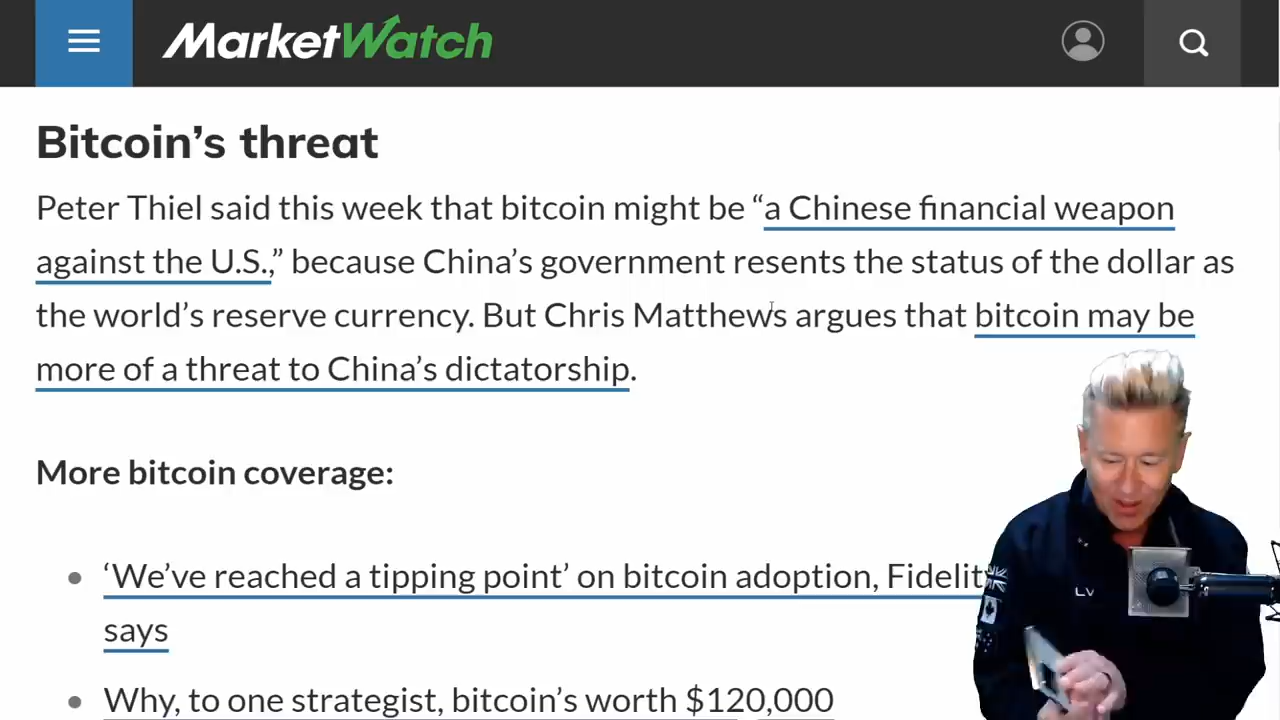 MarketWatch
Bitcoin’s threat
Peter Thiel said this week that bitcoin might be “a Chinese financial weapon
against the U.S.,” because China’s government resents the status of the dollar as
the world’s reserve currency. But Chris Matthews argues that bitcoin may be
more of a threat to China’s dictatorship.
More bitcoin coverage:
‘We’ve reached a tipping point’ on bitcoin adoption, Fidelity
says
LV
Why, to one strategist, bitcoin’s worth $120,000